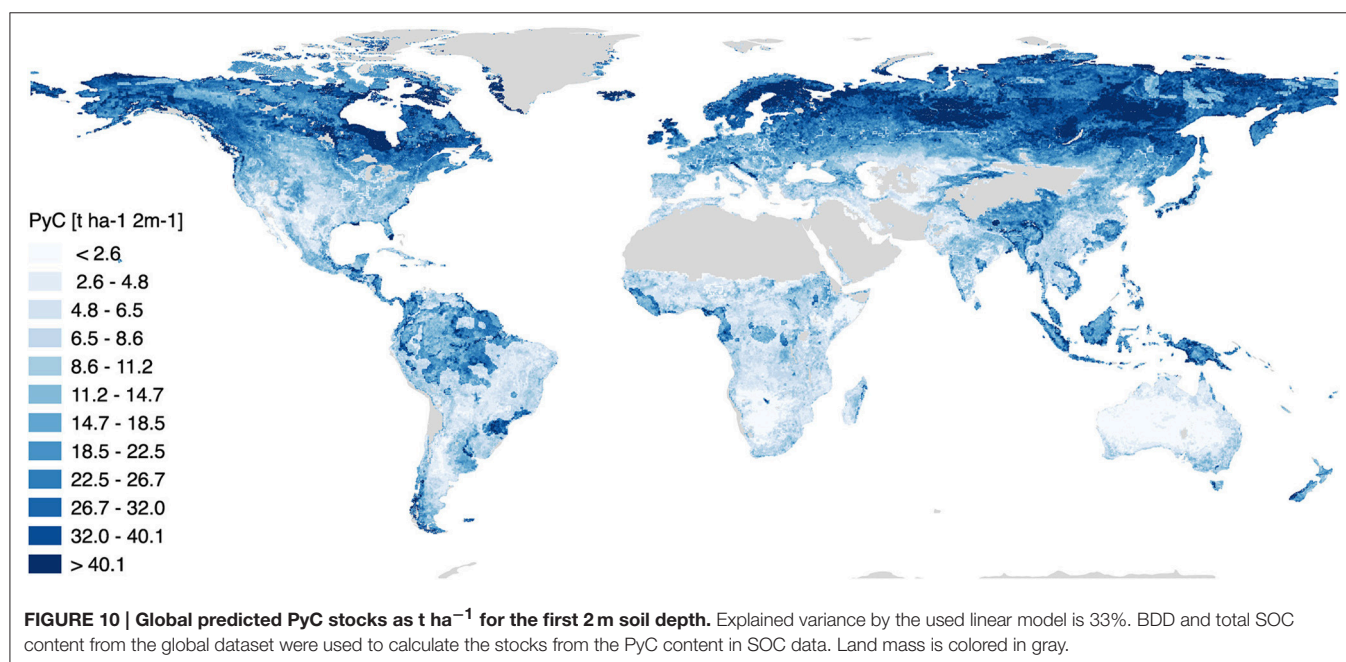 PyC [t ha-1 2m-1]
< 2.6
2.6 - 4.8
4.8 - 6.5
6.5 - 8.6
8.6 - 11.2
11.2 - 14.7
14.7 - 18.5
18.5 - 22.5
22.5 - 26.7
26.7 - 32.0
32.0 - 40.1
> 40.1
FIGURE 10 | Global predicted PyC stocks as t ha⁻¹ for the first 2 m soil depth. Explained variance by the used linear model is 33%. BDD and total SOC
content from the global dataset were used to calculate the stocks from the PyC content in SOC data. Land mass is colored in gray.